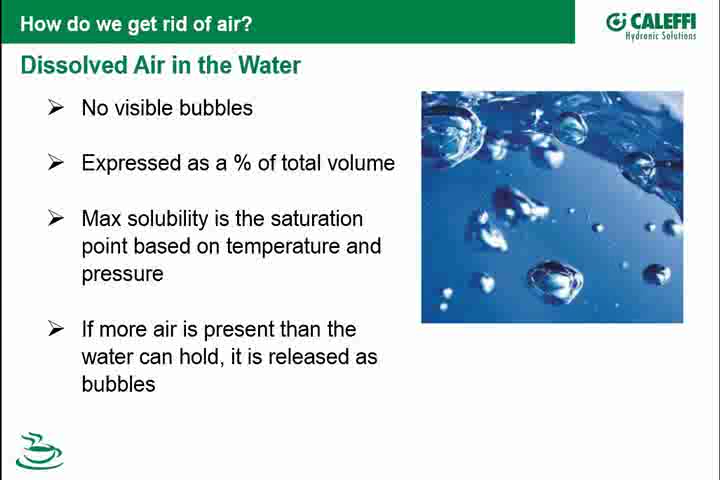 How do we get rid of air?
CALEFFI
Hydronic Solutions
Dissolved Air in the Water
No visible bubbles
Expressed as a % of total volume
Max solubility is the saturation
point based on temperature and
pressure
If more air is present than the
water can hold, it is released as
bubbles